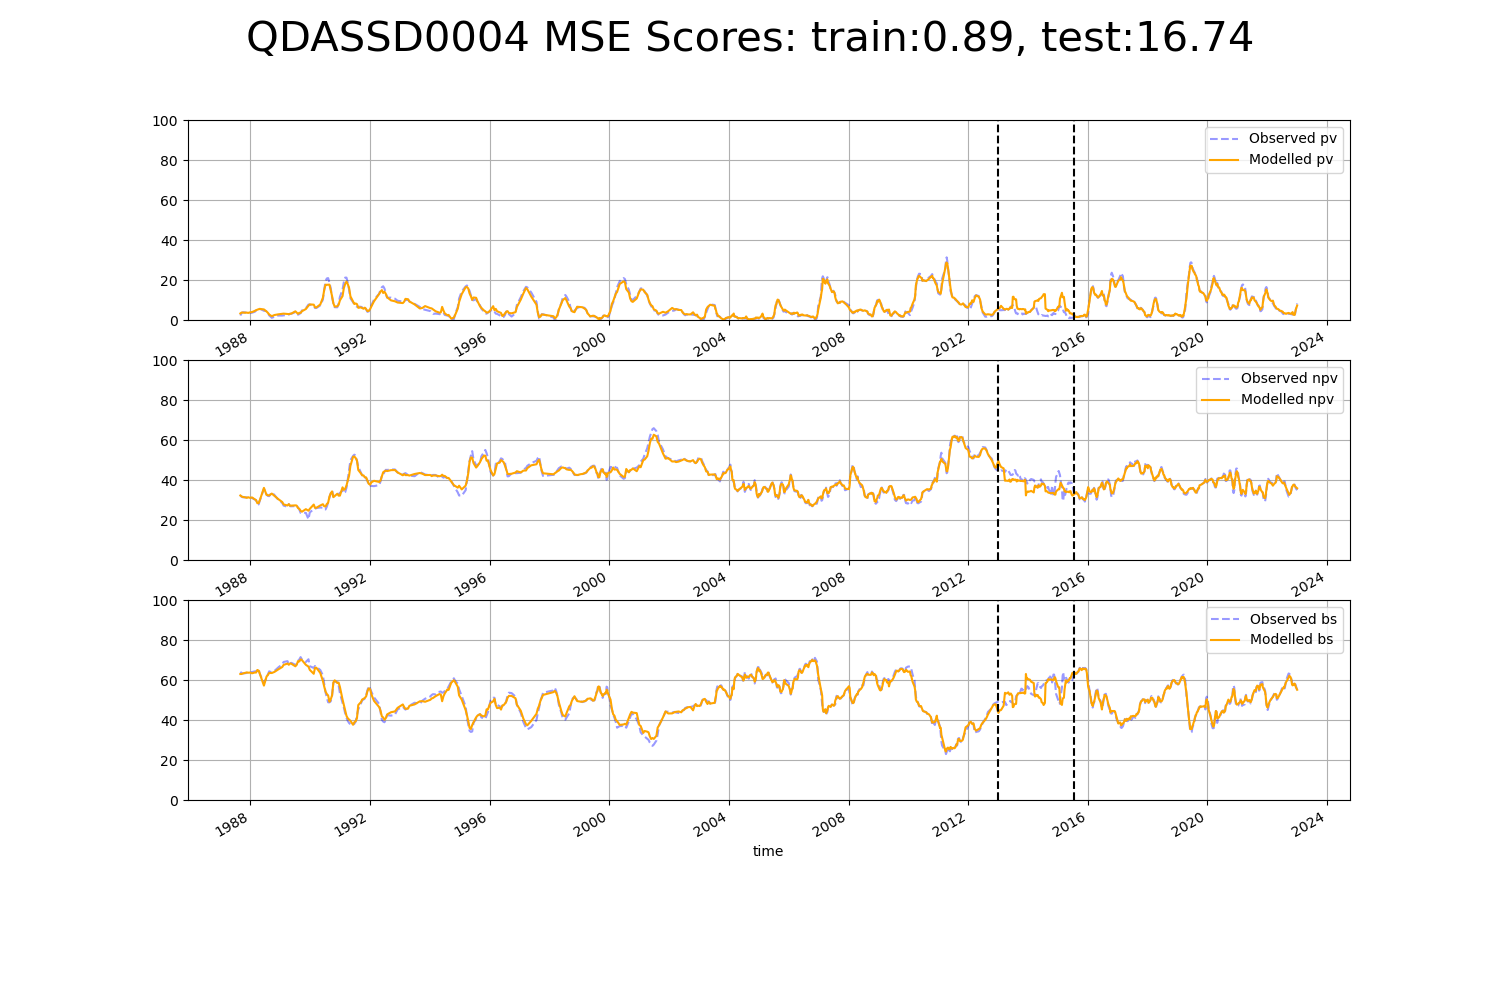 QDASSD0004 MSE Scores: train:0.89, test:16.74
100
80
60
40
20
0
Observed pv
Modelled pv
1988 1992 1996 2000 2004 2008 2012 2016 2020 2024
100
80
60
40
20
0
Observed npv
Modelled npv
1988 1992 1996 2000 2004 2008 2012 2016 2020 2024
100
80
60
40
20
0
Observed bs
Modelled bs
1988 1992 1996 2000 2004 2008 2012 2016 2020 2024
time